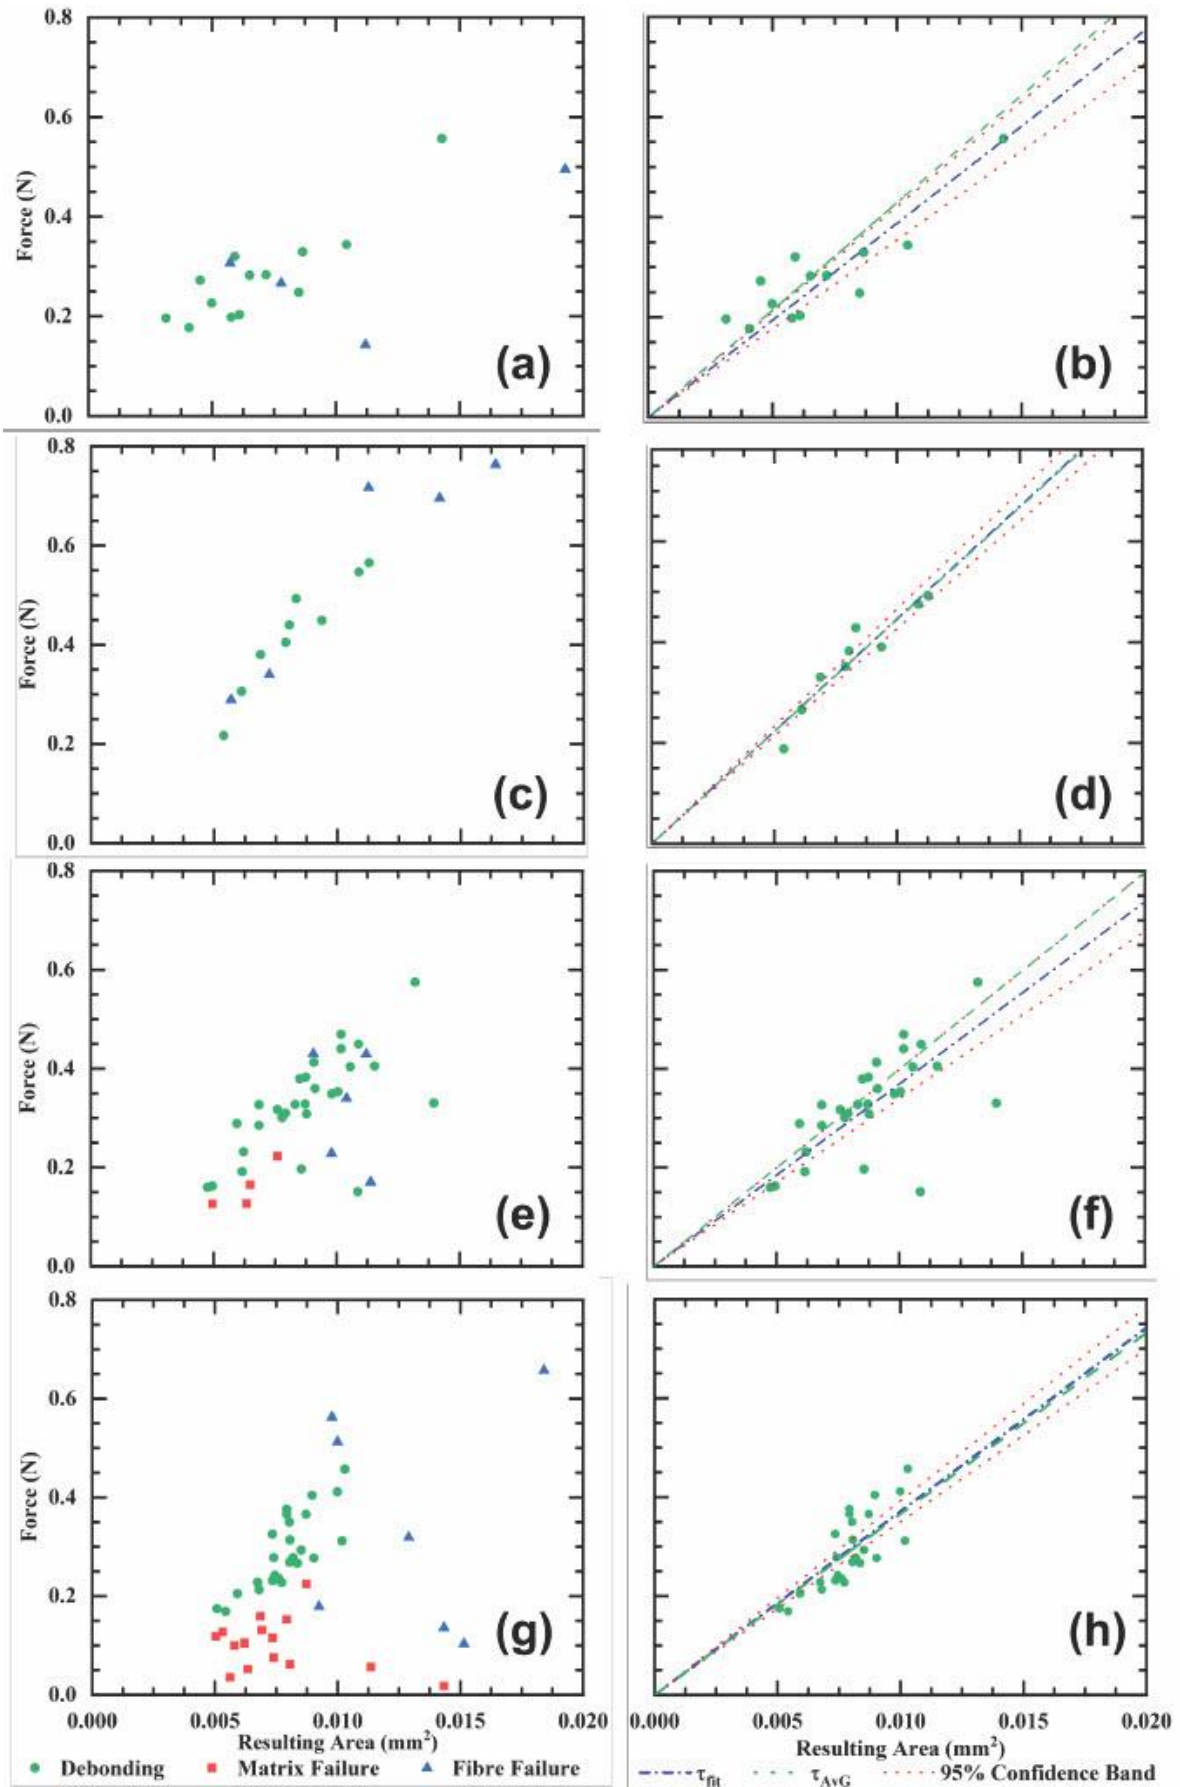 0.8
0.6
0.4
0.2
0.0
Force (N)
(a)
(b)
0.8
0.6
0.4
0.2
0.0
Force (N)
(c)
(d)
0.8
0.6
0.4
0.2
0.0
Force (N)
(e)
(f)
0.8
0.6
0.4
0.2
0.0
Force (N)
(g)
(h)
0.000 0.005 0.010 0.015 0.020
0.000 0.005 0.010 0.015 0.020
Resulting Area (mm²)
Resulting Area (mm²)
Debonding Matrix Failure Fibre Failure
τfit τAvG 95% Confidence Band